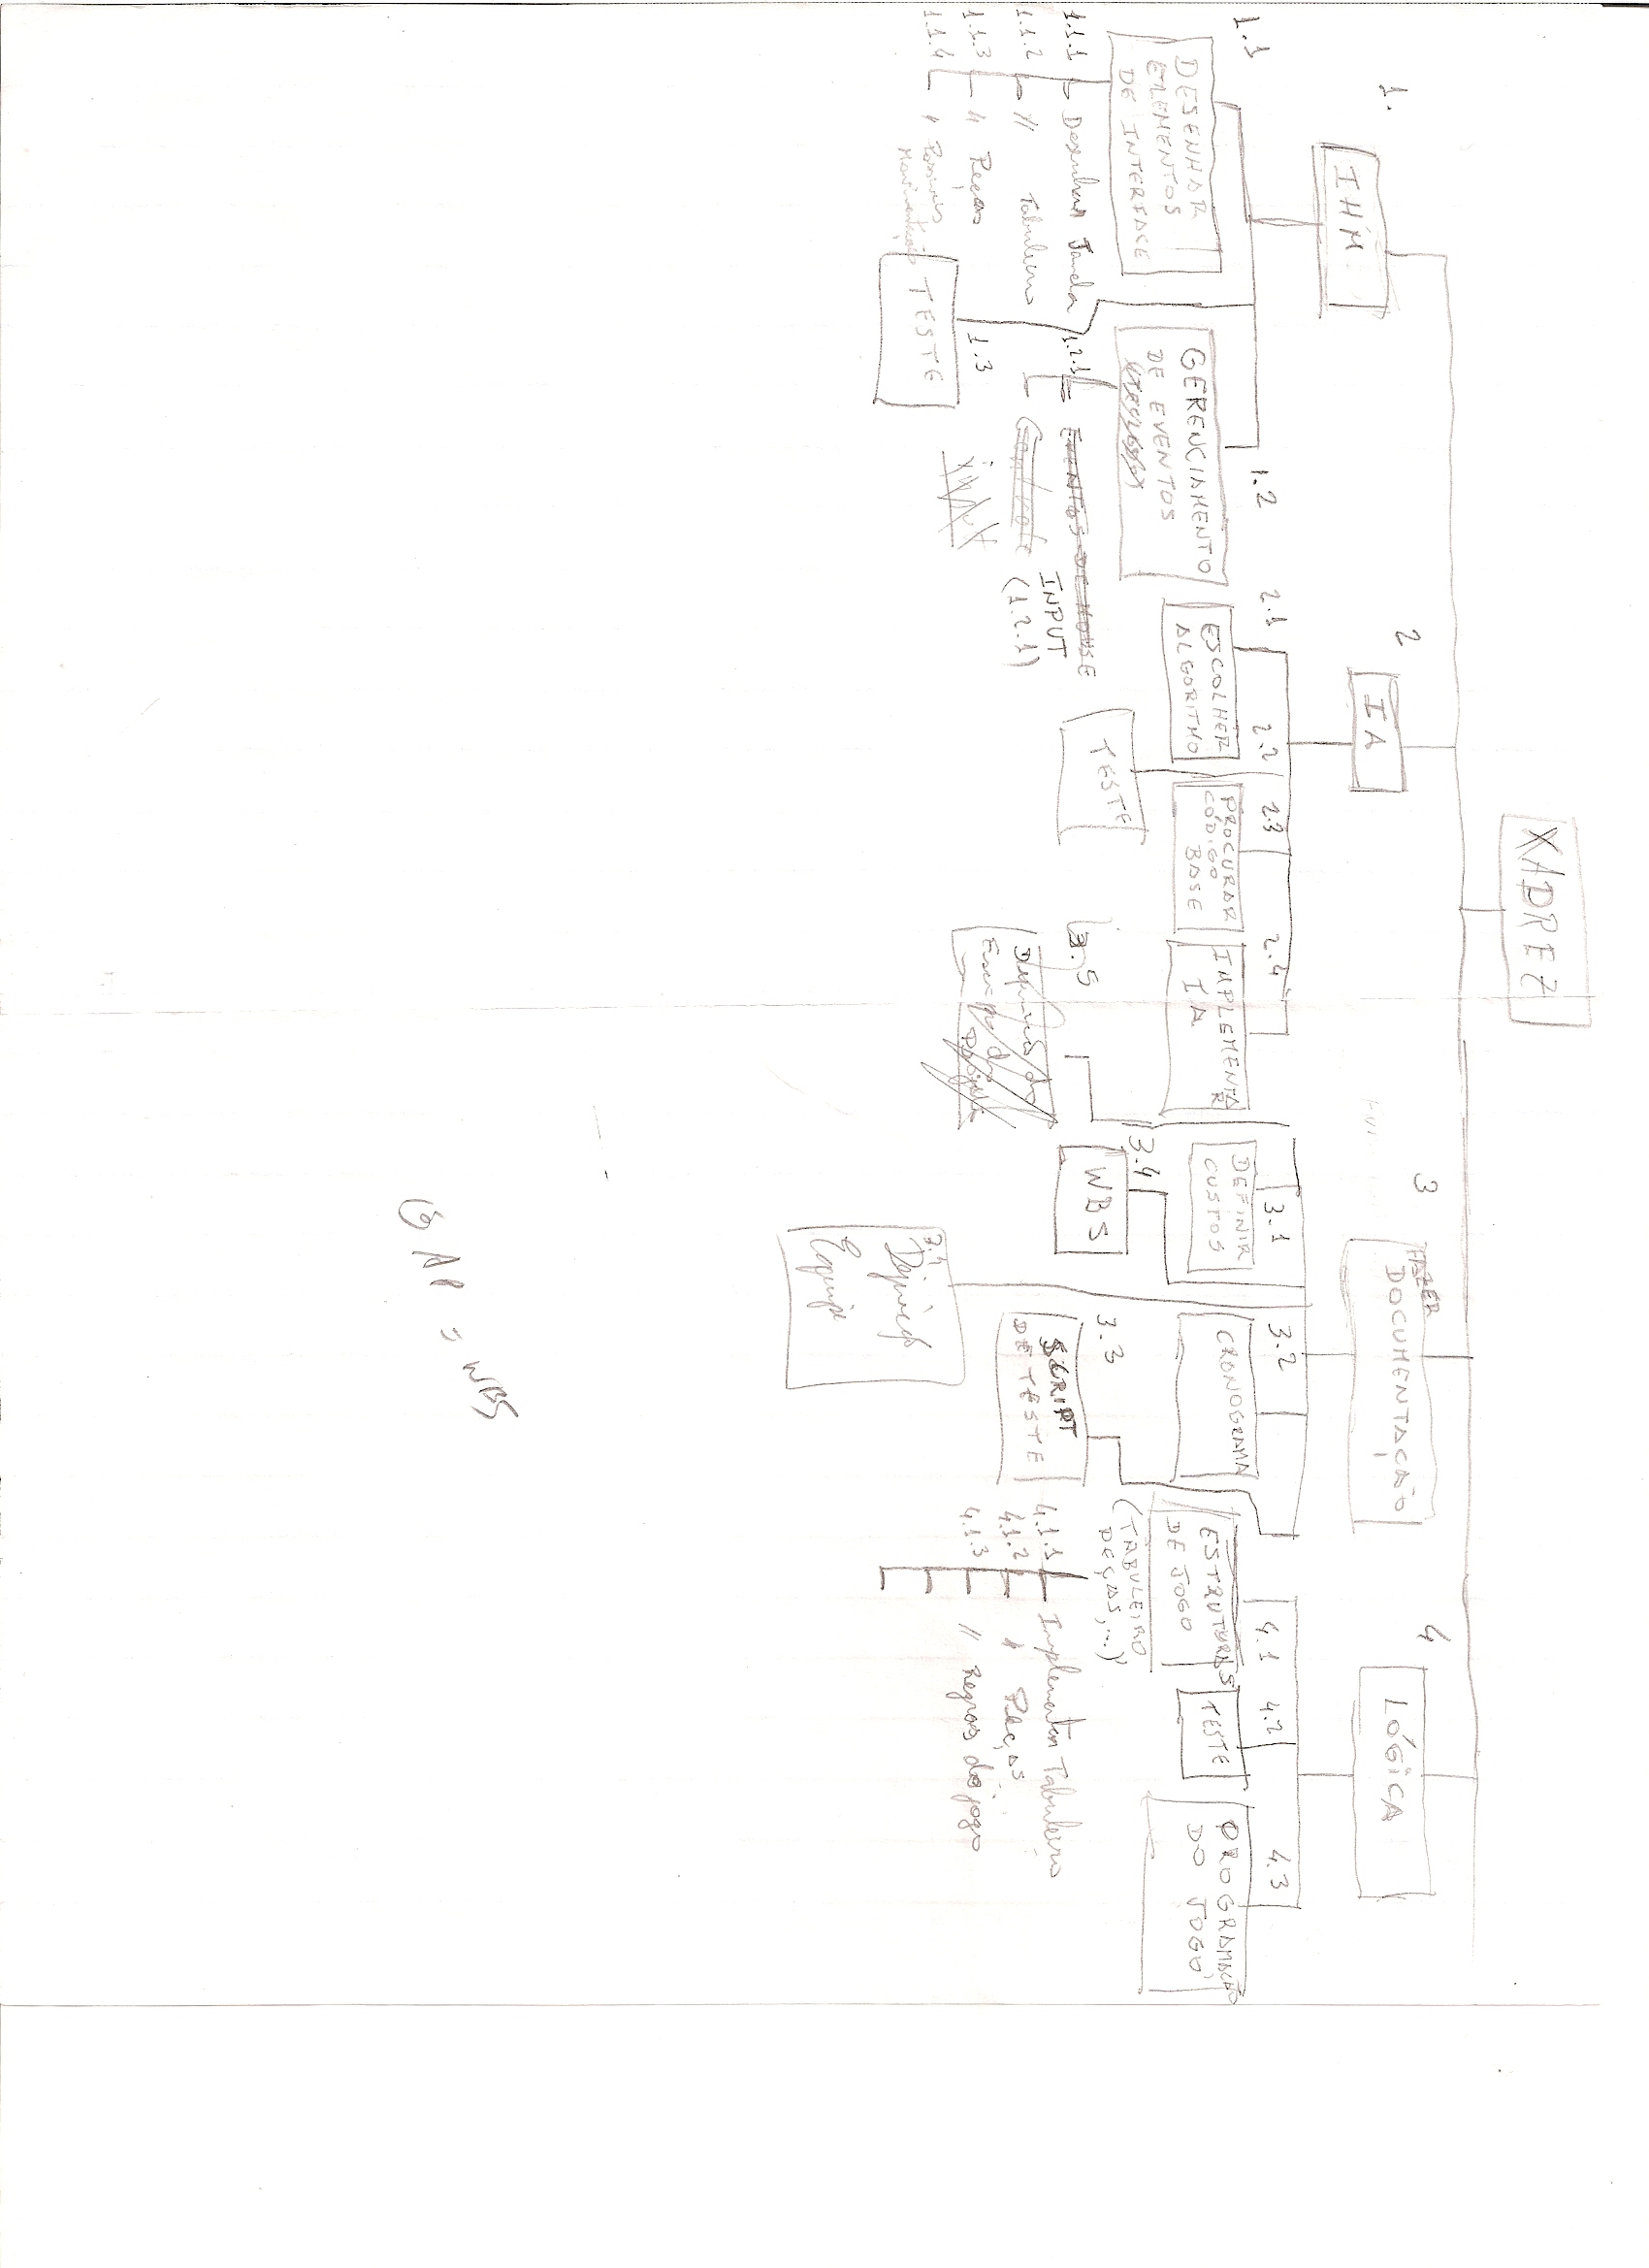 XADREZ
1.
IHM
2
IA
3
FAZER
DOCUMENTAÇÃO
4
LÓGICA
1.1
DESENHAR
ELEMENTOS
DE INTERFACE
1.1.1 Desenhar Janela
1.1.2 〃 Tabuleiro
1.1.3 〃 Peças
1.1.4 〃 Possíveis
Movimentações
1.2
GERENCIAMENTO
DE EVENTOS
1.2.1
EVENTOS DE MOUSE
INPUT
(1.2.1)
1.3
TESTE
2.1
ESCOLHER
ALGORITMO
2.2
TESTE
2.3
PROCURAR
CÓDIGO
BASE
2.4
IMPLEMENTAR
IA
3.1
DEFINIR
CUSTOS
3.2
CRONOGRAMA
3.3
SCRIPT
DE TESTE
3.4
WBS
3.5
3.4
Definição
Equipe
4.1
ESTRUTURAS
DE JOGO
(TABULEIRO
PEÇAS, ...)
4.1.1 Implementar Tabuleiro
4.1.2 〃 Peças
4.1.3 〃 Regras do jogo
4.2
TESTE
4.3
PROGRAMAÇÃO
DO JOGO
WBS